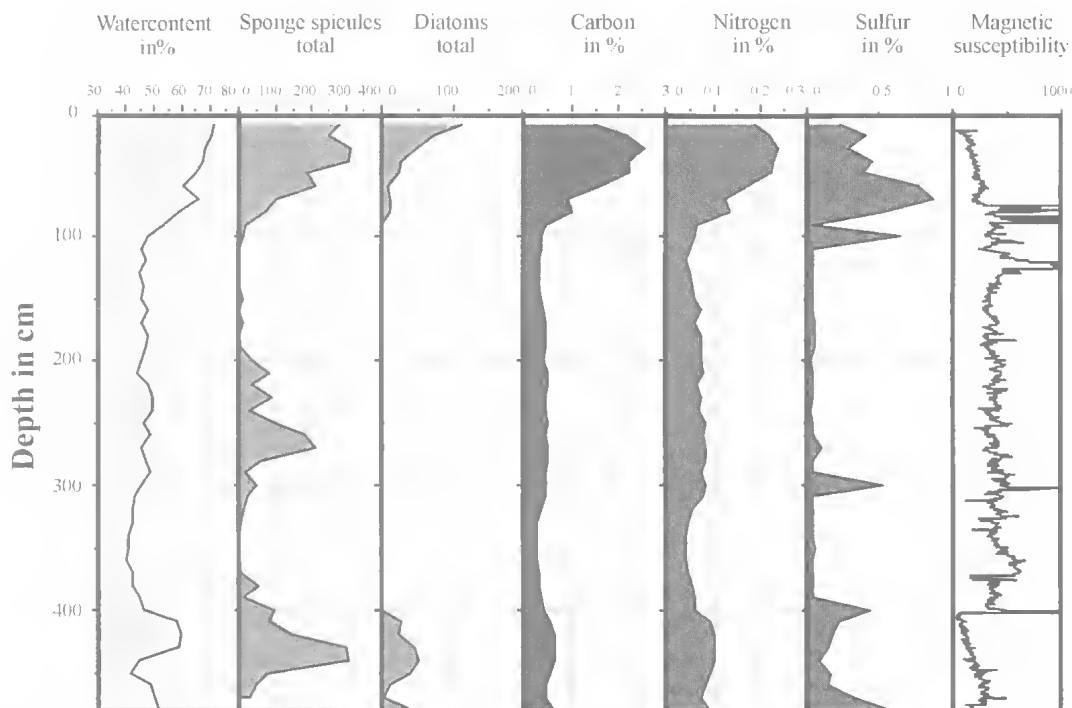 Watercontent Sponge spicules Diatoms Carbon Nitrogen Sulfur Magnetic
in% total total in % in % in % susceptibility
30 40 50 60 70 80 0 100 200 300 400 0 100 200 0 1 2 3 0 0.1 0.2 0.3 0 0.5 1 0 1000
0
100
200
300
400
Depth in cm